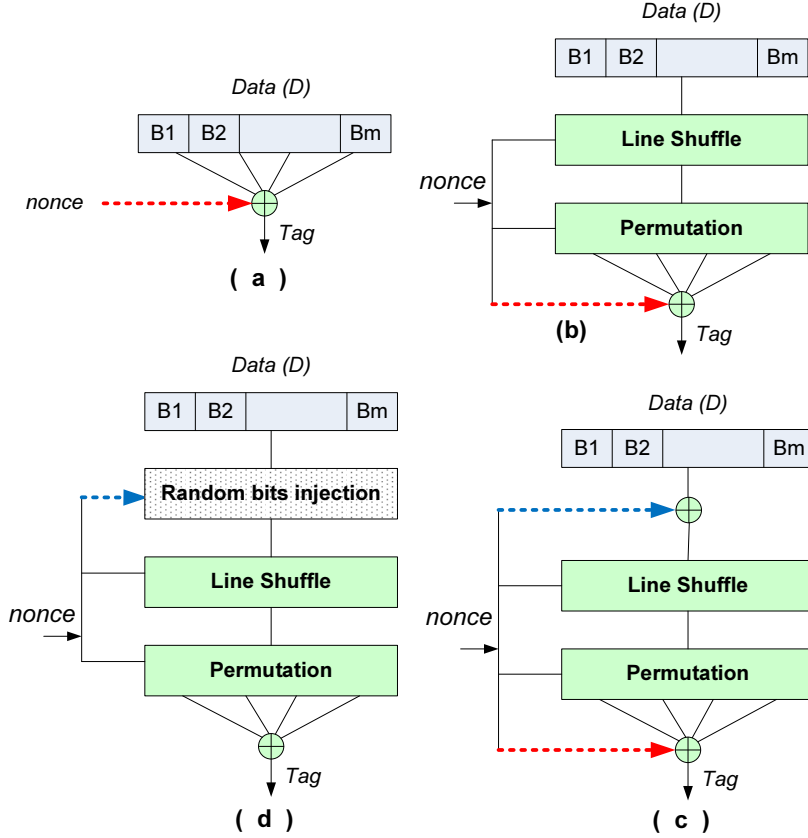 Data (D)
B1 B2 Bm
nonce
Tag
( a )
Data (D)
B1 B2 Bm
Line Shuffle
nonce
Permutation
(b)
Tag
Data (D)
B1 B2 Bm
Random bits injection
Line Shuffle
nonce
Permutation
Tag
( d )
Data (D)
B1 B2 Bm
Line Shuffle
nonce
Permutation
Tag
( c )